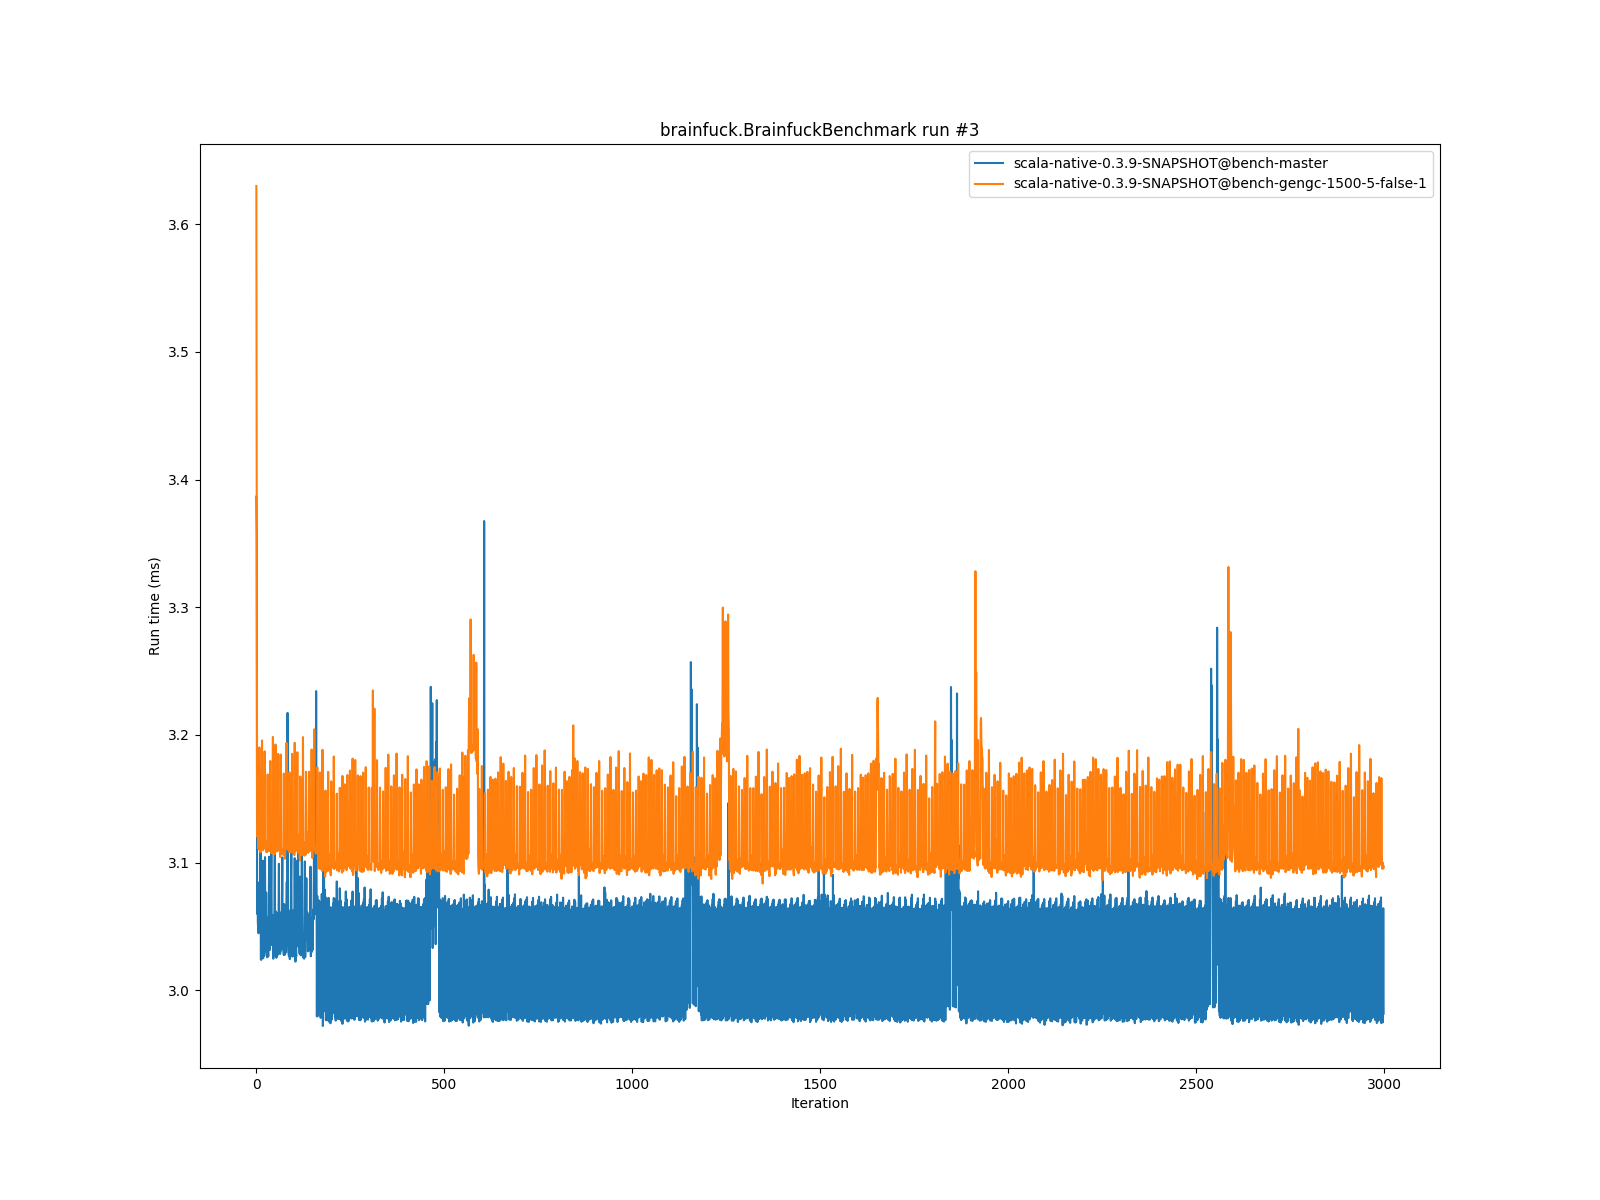 brainfuck.BrainfuckBenchmark run #3
scala-native-0.3.9-SNAPSHOT@bench-master
scala-native-0.3.9-SNAPSHOT@bench-gengc-1500-5-false-1
3.6
3.5
3.4
3.3
3.2
3.1
3.0
Run time (ms)
0
500
1000
1500
2000
2500
3000
Iteration